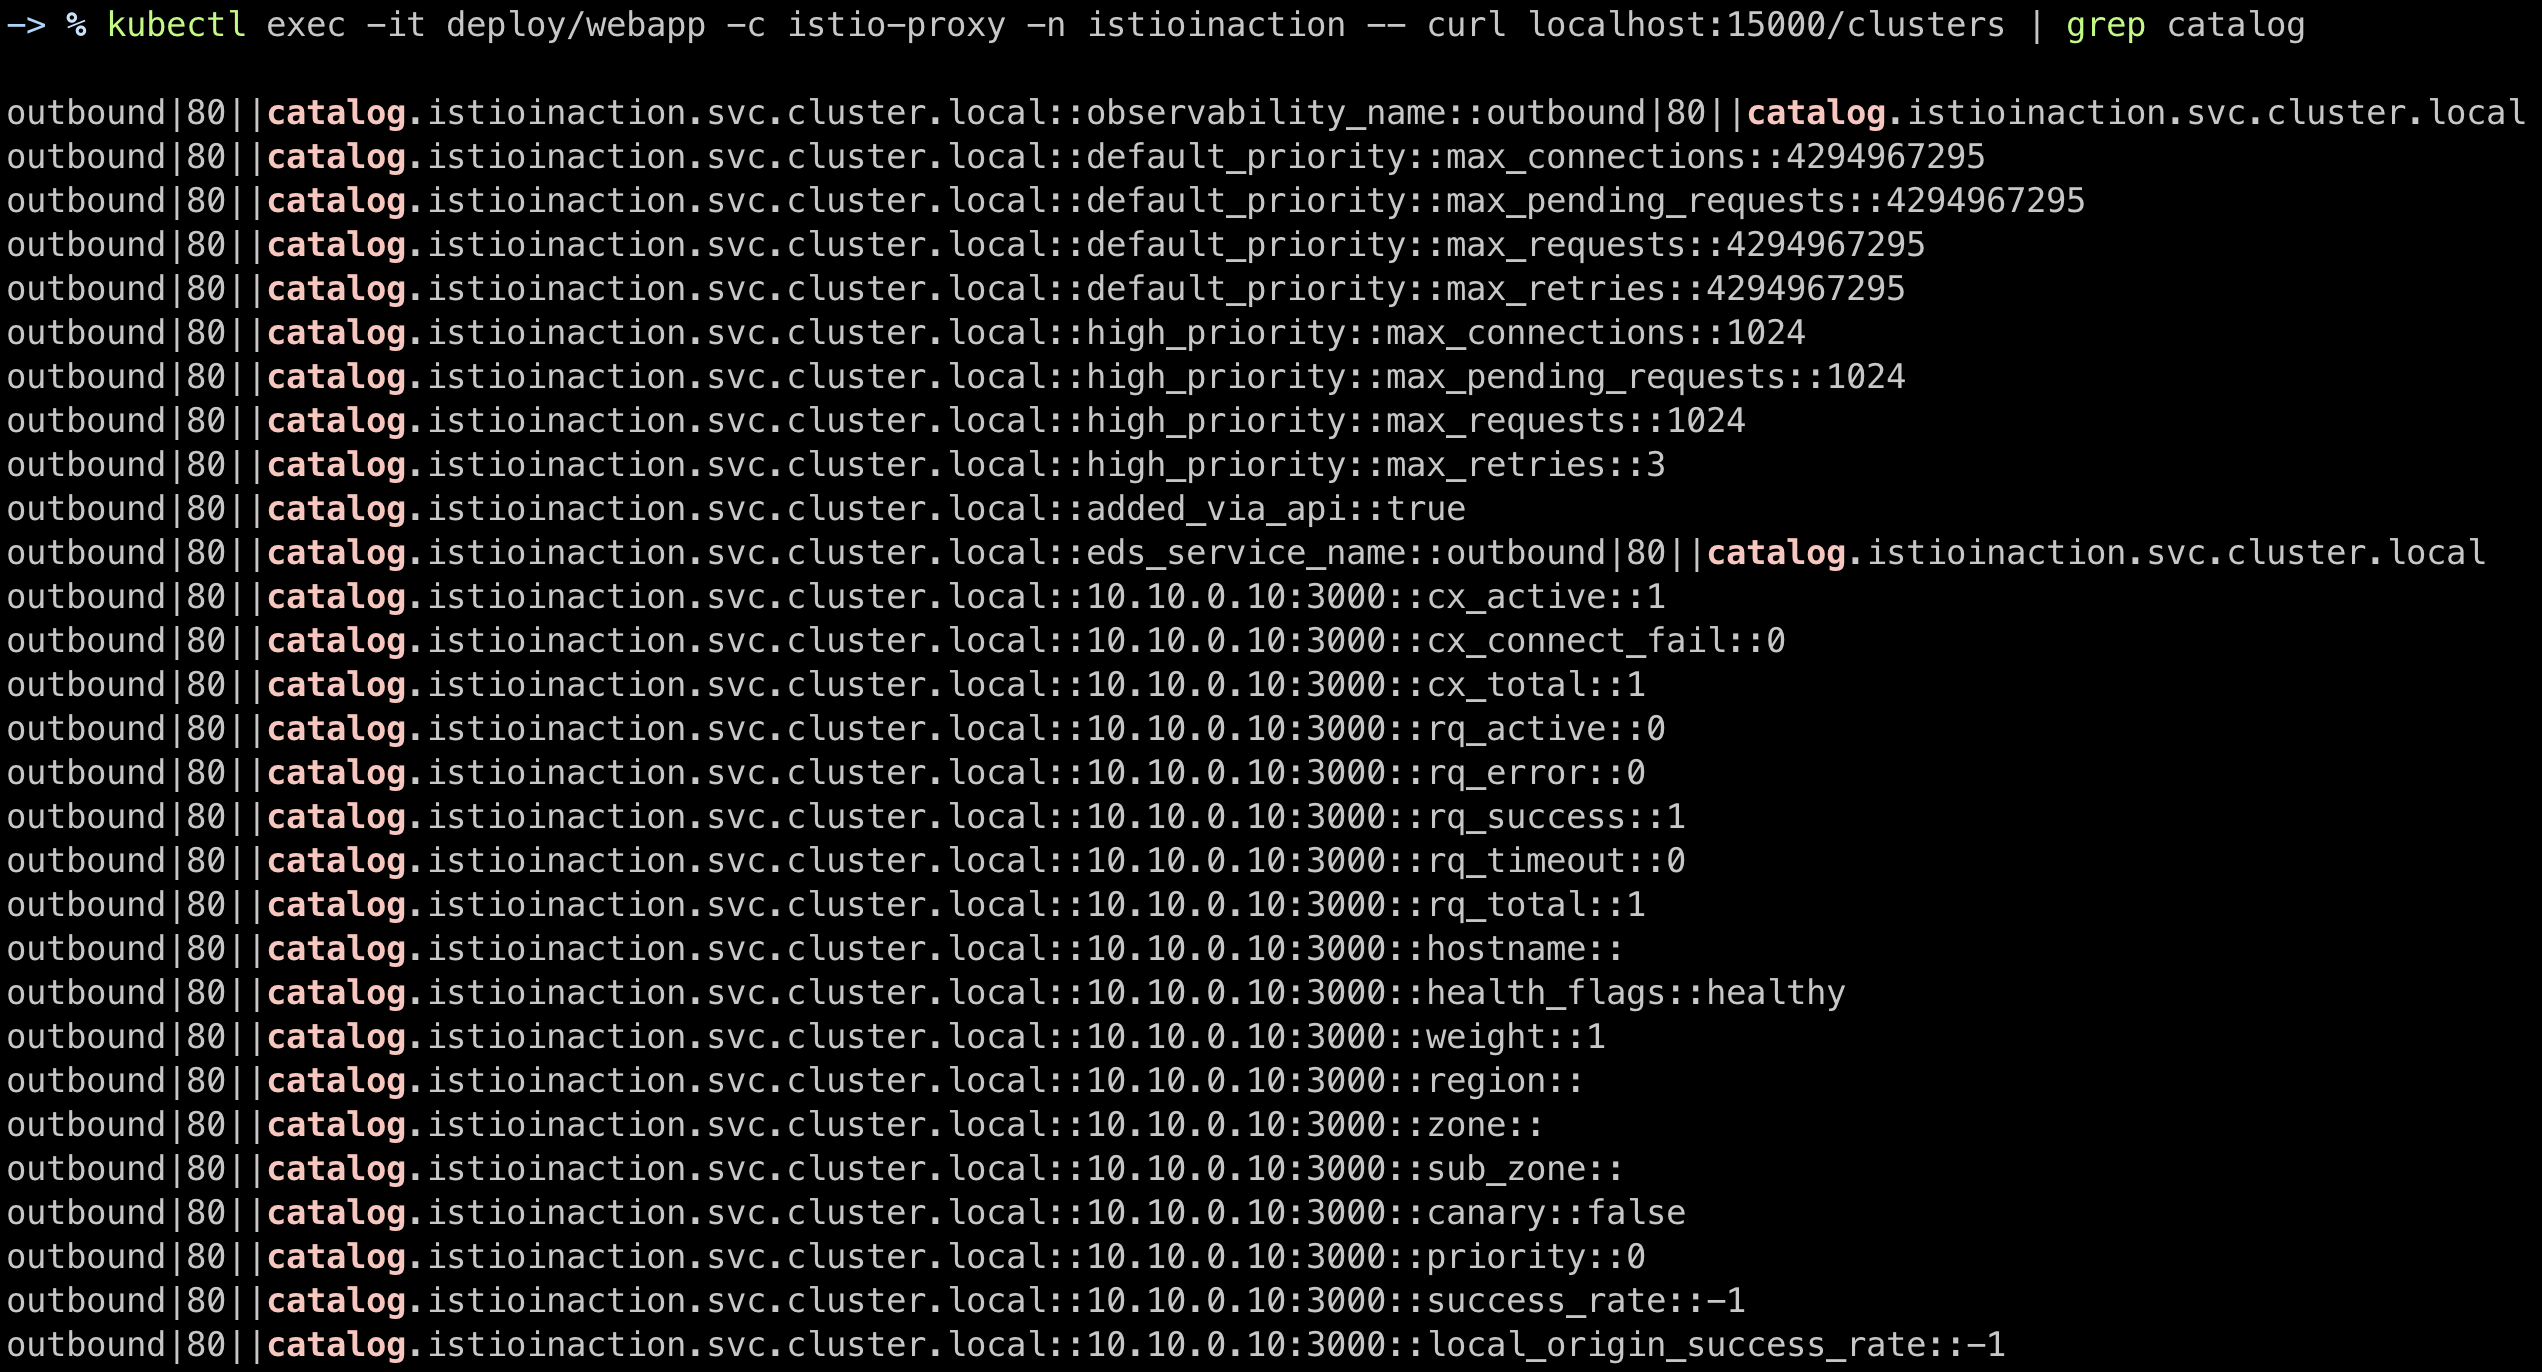 —> % kubectl exec -it deploy/webapp -c istio-proxy -n istioinaction -- curl localhost:15000/clusters | grep catalog
outbound|80||catalog.istioinaction.svc.cluster.local::observability_name::outbound|80||catalog.istioinaction.svc.cluster.local
outbound|80||catalog.istioinaction.svc.cluster.local::default_priority::max_connections::4294967295
outbound|80||catalog.istioinaction.svc.cluster.local::default_priority::max_pending_requests::4294967295
outbound|80||catalog.istioinaction.svc.cluster.local::default_priority::max_requests::4294967295
outbound|80||catalog.istioinaction.svc.cluster.local::default_priority::max_retries::4294967295
outbound|80||catalog.istioinaction.svc.cluster.local::high_priority::max_connections::1024
outbound|80||catalog.istioinaction.svc.cluster.local::high_priority::max_pending_requests::1024
outbound|80||catalog.istioinaction.svc.cluster.local::high_priority::max_requests::1024
outbound|80||catalog.istioinaction.svc.cluster.local::high_priority::max_retries::3
outbound|80||catalog.istioinaction.svc.cluster.local::added_via_api::true
outbound|80||catalog.istioinaction.svc.cluster.local::eds_service_name::outbound|80||catalog.istioinaction.svc.cluster.local
outbound|80||catalog.istioinaction.svc.cluster.local::10.10.0.10:3000::cx_active::1
outbound|80||catalog.istioinaction.svc.cluster.local::10.10.0.10:3000::cx_connect_fail::0
outbound|80||catalog.istioinaction.svc.cluster.local::10.10.0.10:3000::cx_total::1
outbound|80||catalog.istioinaction.svc.cluster.local::10.10.0.10:3000::rq_active::0
outbound|80||catalog.istioinaction.svc.cluster.local::10.10.0.10:3000::rq_error::0
outbound|80||catalog.istioinaction.svc.cluster.local::10.10.0.10:3000::rq_success::1
outbound|80||catalog.istioinaction.svc.cluster.local::10.10.0.10:3000::rq_timeout::0
outbound|80||catalog.istioinaction.svc.cluster.local::10.10.0.10:3000::rq_total::1
outbound|80||catalog.istioinaction.svc.cluster.local::10.10.0.10:3000::hostname::
outbound|80||catalog.istioinaction.svc.cluster.local::10.10.0.10:3000::health_flags::healthy
outbound|80||catalog.istioinaction.svc.cluster.local::10.10.0.10:3000::weight::1
outbound|80||catalog.istioinaction.svc.cluster.local::10.10.0.10:3000::region::
outbound|80||catalog.istioinaction.svc.cluster.local::10.10.0.10:3000::zone::
outbound|80||catalog.istioinaction.svc.cluster.local::10.10.0.10:3000::sub_zone::
outbound|80||catalog.istioinaction.svc.cluster.local::10.10.0.10:3000::canary::false
outbound|80||catalog.istioinaction.svc.cluster.local::10.10.0.10:3000::priority::0
outbound|80||catalog.istioinaction.svc.cluster.local::10.10.0.10:3000::success_rate::-1
outbound|80||catalog.istioinaction.svc.cluster.local::10.10.0.10:3000::local_origin_success_rate::-1